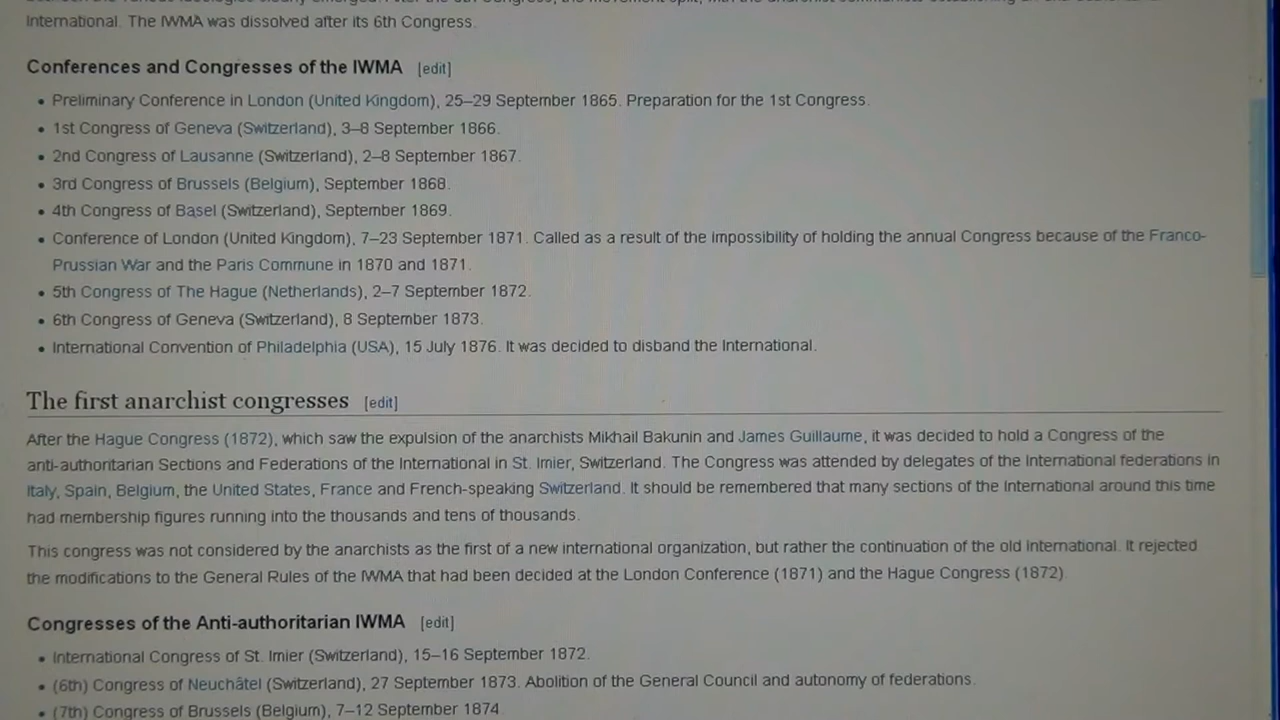 International. The IWMA was dissolved after its 6th Congress.
Conferences and Congresses of the IWMA [edit]
• Preliminary Conference in London (United Kingdom), 25–29 September 1865. Preparation for the 1st Congress.
• 1st Congress of Geneva (Switzerland), 3–8 September 1866.
• 2nd Congress of Lausanne (Switzerland), 2–8 September 1867.
• 3rd Congress of Brussels (Belgium), September 1868.
• 4th Congress of Basel (Switzerland), September 1869.
• Conference of London (United Kingdom), 7–23 September 1871. Called as a result of the impossibility of holding the annual Congress because of the Franco-
Prussian War and the Paris Commune in 1870 and 1871.
• 5th Congress of The Hague (Netherlands), 2–7 September 1872.
• 6th Congress of Geneva (Switzerland), 8 September 1873.
• International Convention of Philadelphia (USA), 15 July 1876. It was decided to disband the International.
The first anarchist congresses [edit]
After the Hague Congress (1872), which saw the expulsion of the anarchists Mikhail Bakunin and James Guillaume, it was decided to hold a Congress of the
anti-authoritarian Sections and Federations of the International in St. Imier, Switzerland. The Congress was attended by delegates of the International federations in
Italy, Spain, Belgium, the United States, France and French-speaking Switzerland. It should be remembered that many sections of the International around this time
had membership figures running into the thousands and tens of thousands.
This congress was not considered by the anarchists as the first of a new international organization, but rather the continuation of the old International. It rejected
the modifications to the General Rules of the IWMA that had been decided at the London Conference (1871) and the Hague Congress (1872)
Congresses of the Anti-authoritarian IWMA [edit]
• International Congress of St. Imier (Switzerland), 15–16 September 1872.
• (6th) Congress of Neuchâtel (Switzerland), 27 September 1873. Abolition of the General Council and autonomy of federations.
• (7th) Congress of Brussels (Belgium), 7–12 September 1874